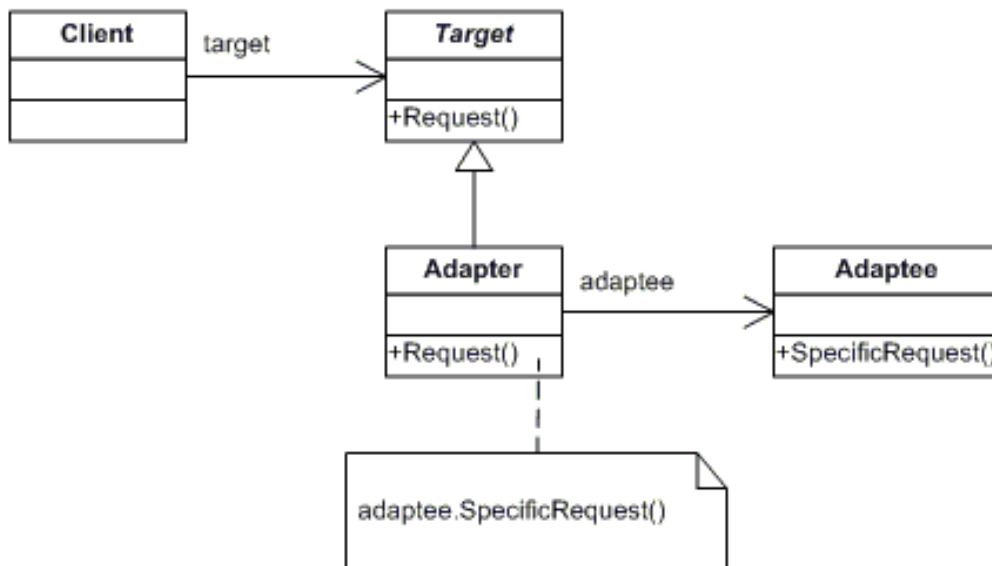 Client
target
Target
+Request()
Adapter
adaptee
Adaptee
+Request()
+SpecificRequest()
adaptee.SpecificRequest()